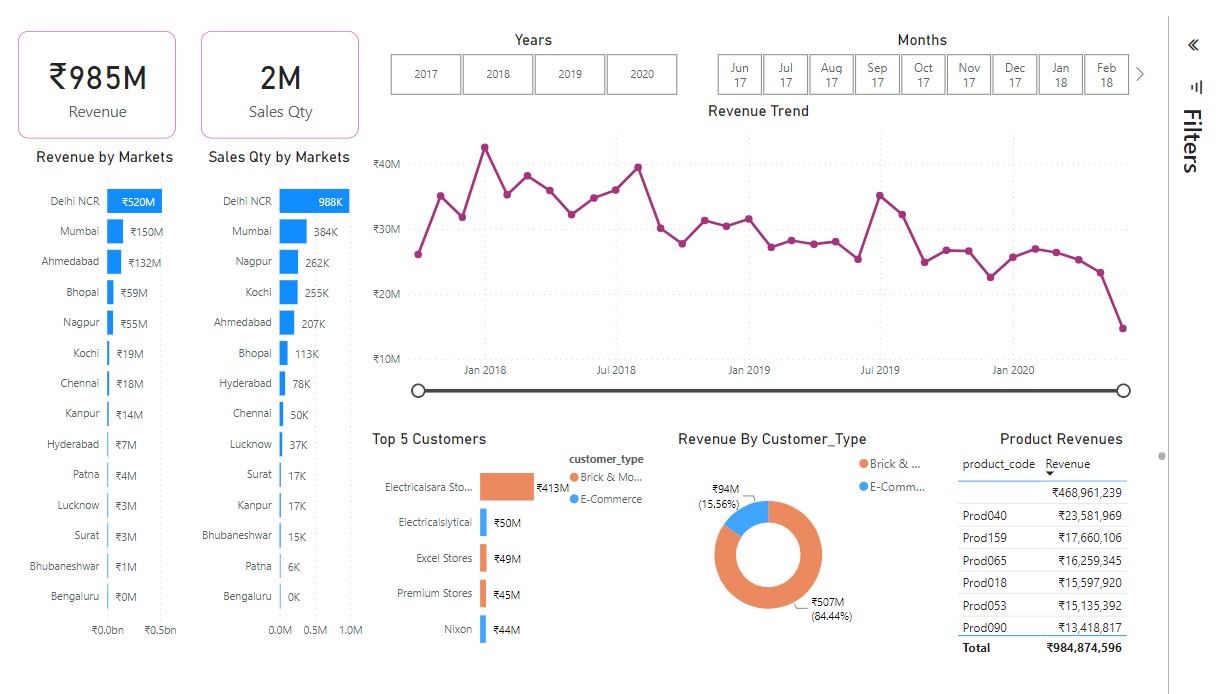 ₹985M
Revenue
2M
Sales Qty
Years
2017
2018
2019
2020
Months
Jun
17
Jul
17
Aug
17
Sep
17
Oct
17
Nov
17
Dec
17
Jan
18
Feb
18
Filters
Revenue by Markets
Delhi NCR ₹520M
Mumbai ₹150M
Ahmedabad ₹132M
Bhopal ₹59M
Nagpur ₹55M
Kochi ₹19M
Chennai ₹18M
Kanpur ₹14M
Hyderabad ₹7M
Patna ₹4M
Lucknow ₹3M
Surat ₹3M
Bhubaneshwar ₹1M
Bengaluru ₹0M
₹0.0bn ₹0.5bn
Sales Qty by Markets
Delhi NCR 988K
Mumbai 384K
Nagpur 262K
Kochi 255K
Ahmedabad 207K
Bhopal 113K
Hyderabad 78K
Chennai 50K
Lucknow 37K
Surat 17K
Kanpur 17K
Bhubaneshwar 15K
Patna 6K
Bengaluru 0K
0.0M 0.5M 1.0M
Revenue Trend
₹40M
₹30M
₹20M
₹10M
Jan 2018 Jul 2018 Jan 2019 Jul 2019 Jan 2020
Top 5 Customers
customer_type
Brick & Mo...
E-Commerce
Electricalsara Sto... ₹413M
Electricalslytical ₹50M
Excel Stores ₹49M
Premium Stores ₹45M
Nixon ₹44M
Revenue By Customer_Type
Brick & ...
E-Comm...
₹94M
(15.56%)
₹507M
(84.44%)
Product Revenues
product_code Revenue
₹468,961,239
Prod040 ₹23,581,969
Prod159 ₹17,660,106
Prod065 ₹16,259,345
Prod018 ₹15,597,920
Prod053 ₹15,135,392
Prod090 ₹13,418,817
Total ₹984,874,596